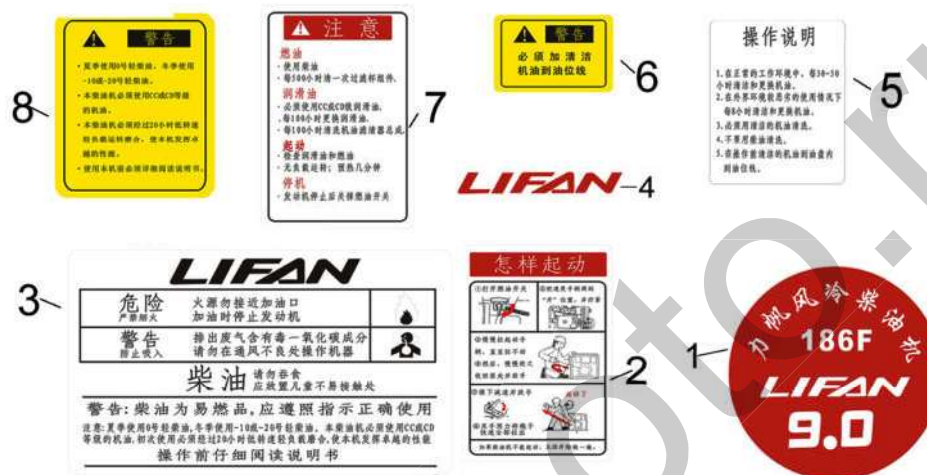 警告
· 夏季使用0号轻柴油, 冬季使用
-10或-20号轻柴油。
· 本柴油机必须使用CC或CD等级
的机油。
· 本柴油机必须经过20小时低转速
轻负载运转磨合, 使本机发挥卓
越的性能。
· 使用本机前必须详细阅读说明书。
8
注意
燃油
· 使用柴油
· 每500小时清一次过滤杯组件.
润滑油
· 必须使用CC或CD级润滑油.
· 每100小时更换润滑油.
· 每100小时清洗机油滤清器总成
起动
· 检查润滑油和燃油
· 无负载运转; 预热几分钟
停机
· 发动机停止后关掉燃油开关
7
警告
必须加清洁
机油到油位线
6
操作说明
1.在正常的工作环境中, 每30-50
小时清洁和更换机油。
2.在外界环境较恶劣的使用情况下
每8小时清洁和更换机油。
3.必须用清洁的机油清洗。
4.不要用柴油清洗。
5.在操作前清洁的机油到油盘内
到油位线。
5
LIFAN
4
3
LIFAN
危险
严禁烟火
火源勿接近加油口
加油时停止发动机
警告
防止吸入
排出废气含有毒一氧化碳成分
请勿在通风不良处操作机器
柴油
请勿吞食
应放置儿童不易接触处
警告: 柴油为易燃品, 应遵照指示正确使用
注意: 夏季使用0号轻柴油, 冬季使用-10或-20号轻柴油。本柴油机必须使用CC或CD
等级的机油. 初次使用必须经过20小时低转速轻负载磨合, 使本机发挥卓越的性能
操作前仔细阅读说明书
怎样起动
①打开燃油开关
2
1
力帆风冷柴油机
186F
LIFAN
9.0